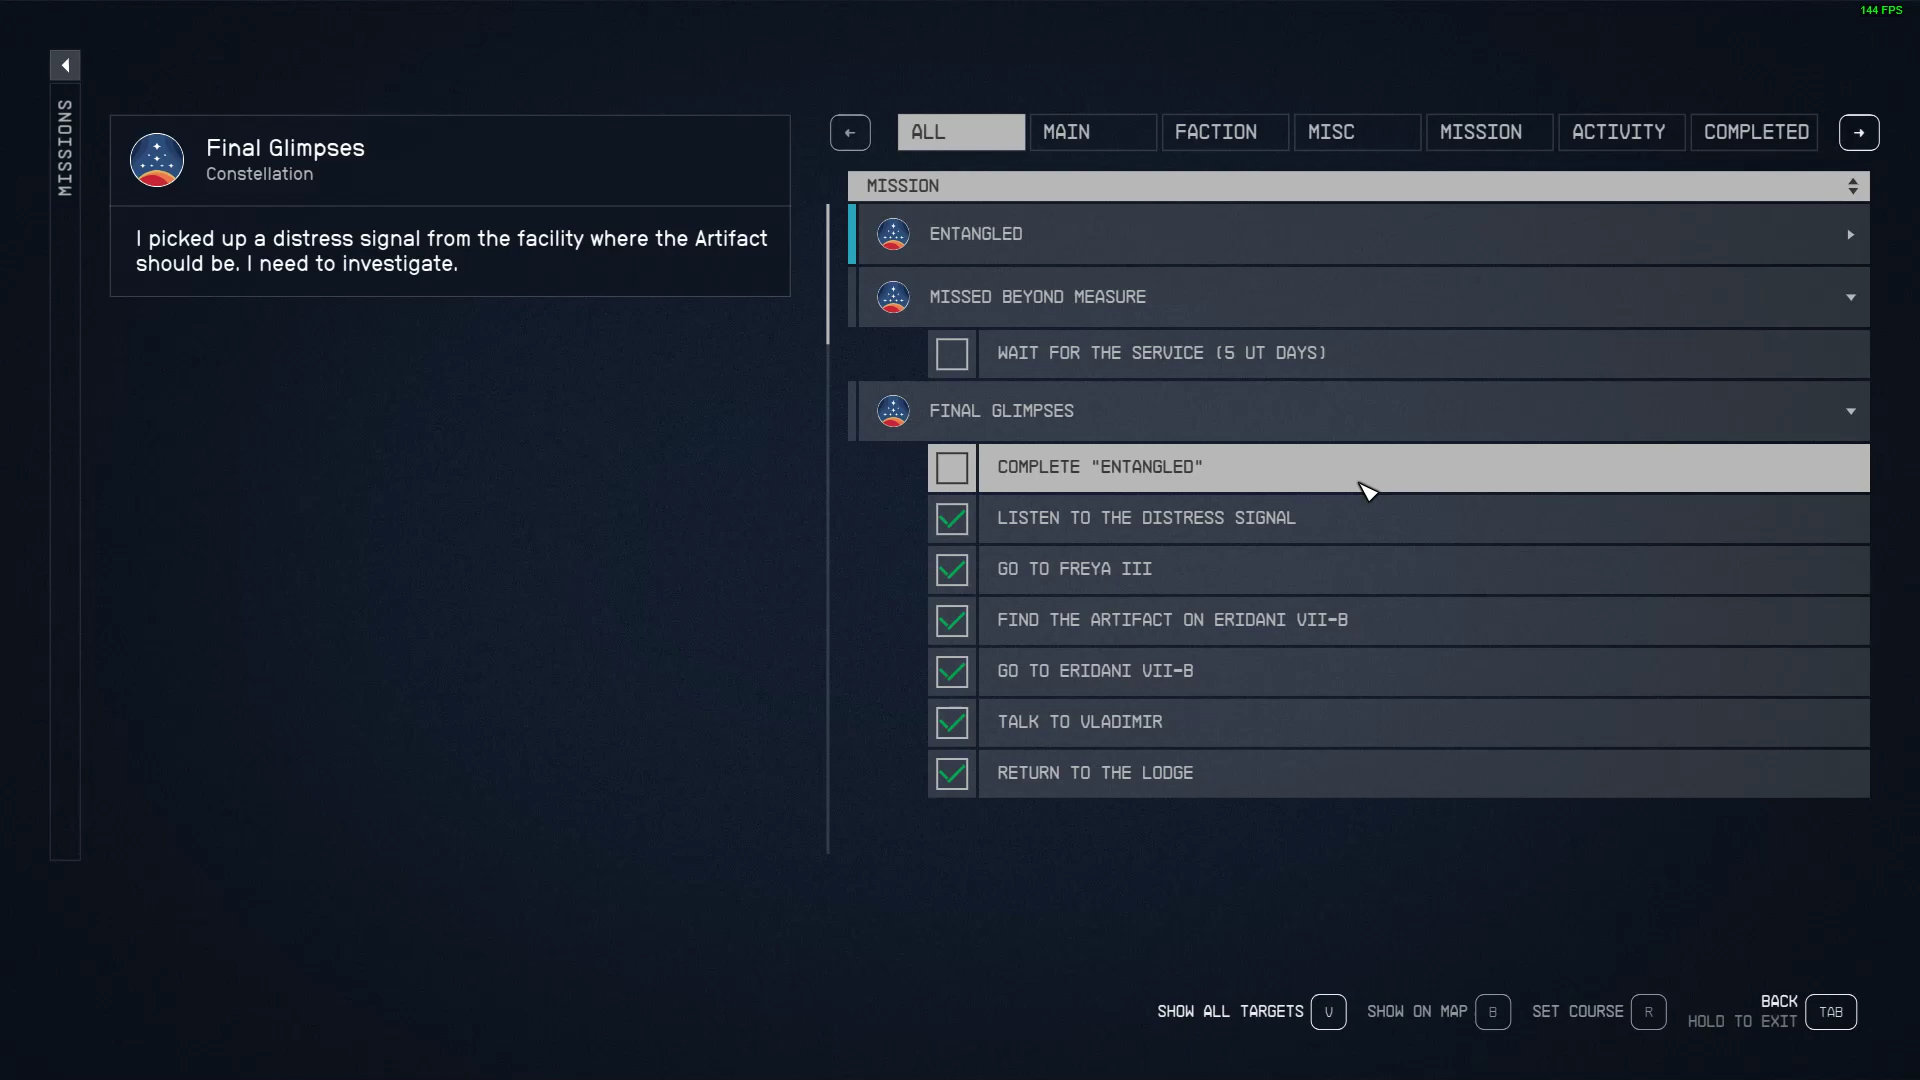 144 FPS
MISSIONS
Final Glimpses
Constellation
I picked up a distress signal from the facility where the Artifact
should be. I need to investigate.
ALL
MAIN
FACTION
MISC
MISSION
ACTIVITY
COMPLETED
MISSION
ENTANGLED
MISSED BEYOND MEASURE
WAIT FOR THE SERVICE (5 UT DAYS)
FINAL GLIMPSES
COMPLETE "ENTANGLED"
LISTEN TO THE DISTRESS SIGNAL
GO TO FREYA III
FIND THE ARTIFACT ON ERIDANI VII-B
GO TO ERIDANI VII-B
TALK TO VLADIMIR
RETURN TO THE LODGE
SHOW ALL TARGETS V
SHOW ON MAP B
SET COURSE R
BACK
HOLD TO EXIT
TAB